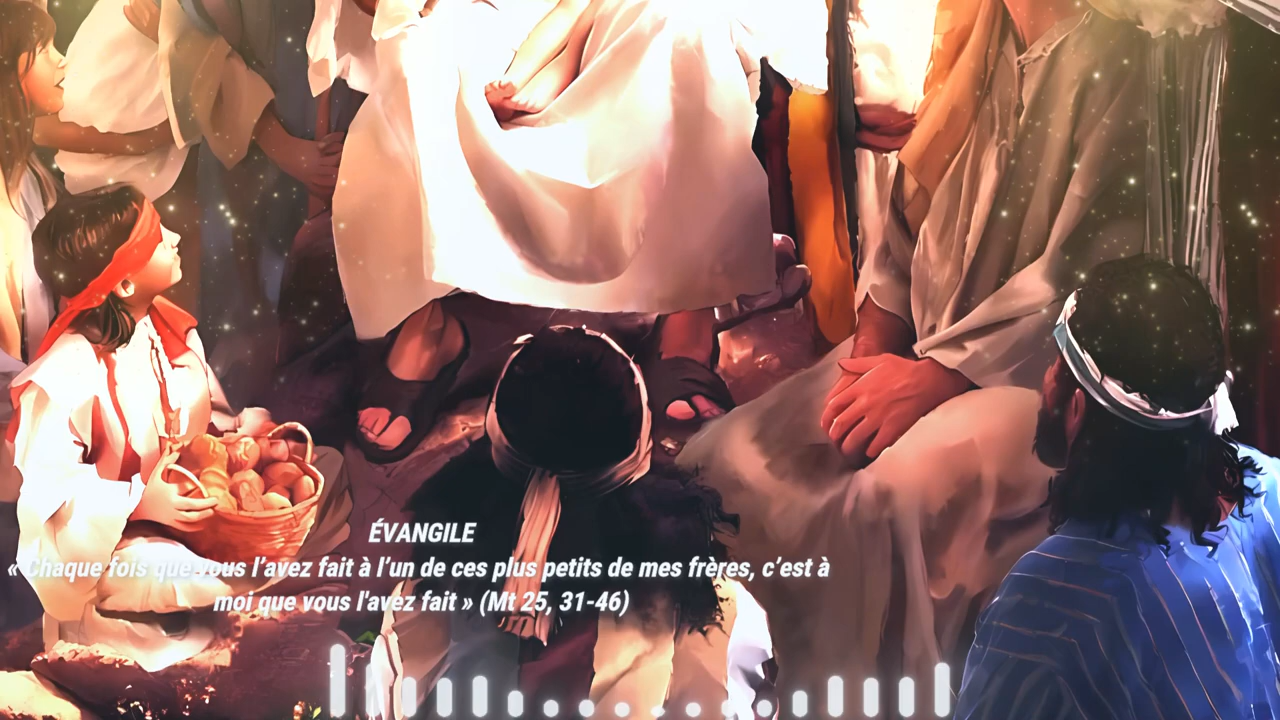 ÉVANGILE
« Chaque fois que vous l’avez fait à l’un de ces plus petits de mes frères, c’est à
moi que vous l'avez fait » (Mt 25, 31-46)